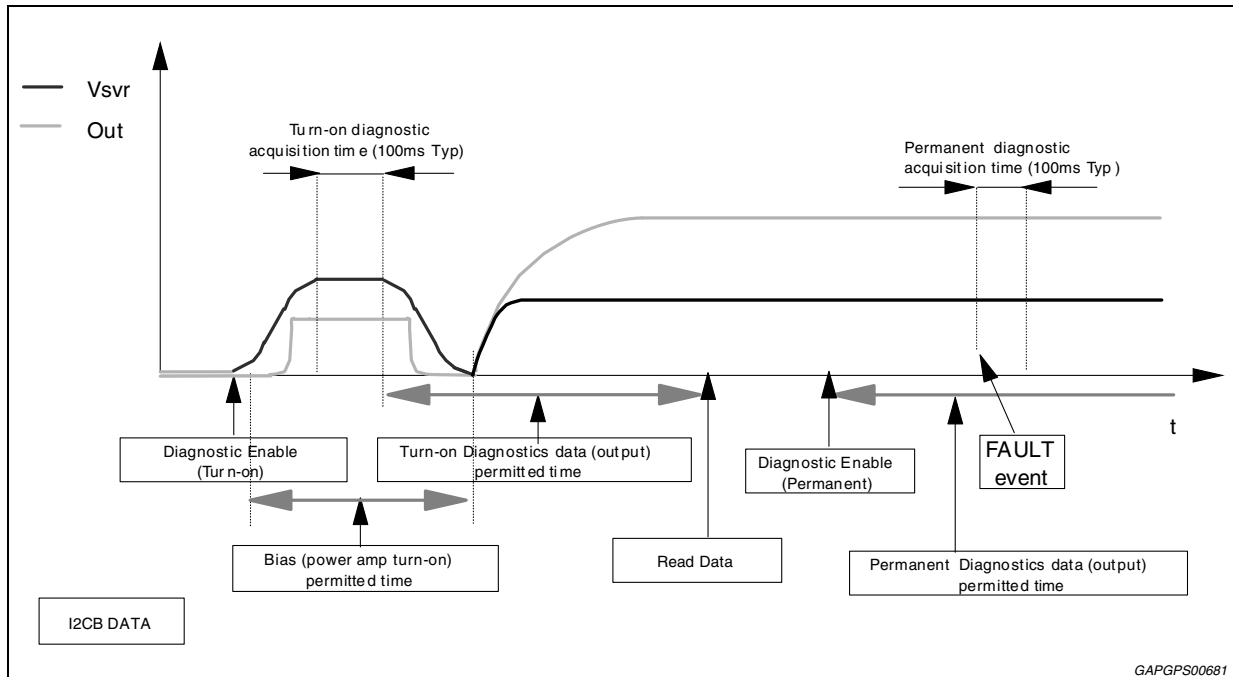 Vsvr
Out
Turn-on diagnostic
acquisition time (100ms Typ)
Permanent diagnostic
acquisition time (100ms Typ)
t
Diagnostic Enable
(Turn-on)
Turn-on Diagnostics data (output)
permitted time
Diagnostic Enable
(Permanent)
FAULT
event
Bias (power amp turn-on)
permitted time
Read Data
Permanent Diagnostics data (output)
permitted time
I2CB DATA
GAPGPS00681